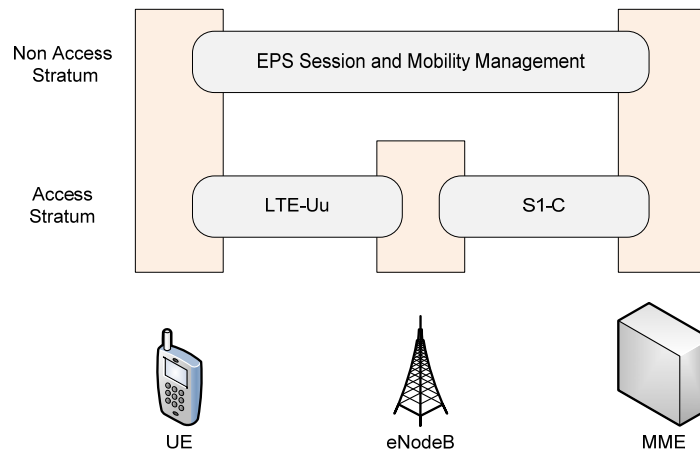 Non Access
Stratum
EPS Session and Mobility Management
Access
Stratum
LTE-Uu
S1-C
UE
eNodeB
MME